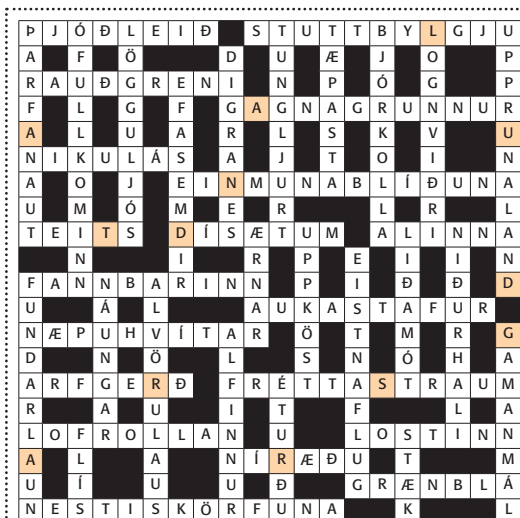 ÞJÓÐLEIÐ STUTTBYLGJU
A F Ö D U Æ J O P
RAUÐGRENI N P Ó G P
F L G F GAGNAGRUNNUR
A L U A R L S K V U
NIKULÁS A J T O I N
A O J EINMUNABLÍÐUNA
U M Ó M E R L R L
TEITS DÍSÆTUM ALINNA
N I R P E I I N
FANNBARINN P I Ð Ð D
U Á L AUKASTAFUR
NÆPUHVÍTAR Ö T M R G
D N Ö L S N Ó H A
ARFGERÐ FRÉTTASTRAUM
R A U I T F L A
LOFROLLAN U LOSTINN
A L A NÍRÆÐU T M
U Í U U Ð GRÆNBLÁ
NESTISKÖRFUNA K L